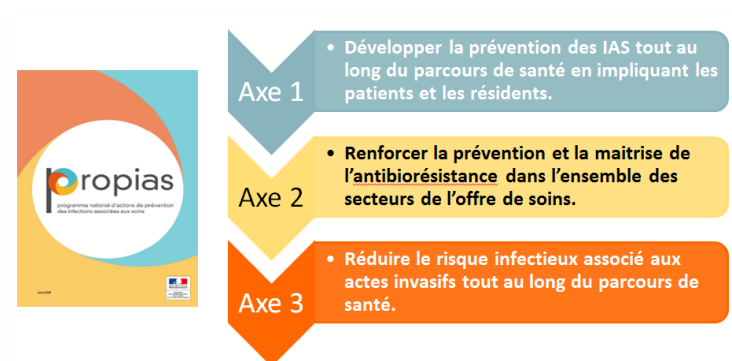 propias
programme national d'actions de prévention
des infections associées aux soins
Axe 1
• Développer la prévention des IAS tout au
long du parcours de santé en impliquant les
patients et les résidents.
Axe 2
• Renforcer la prévention et la maitrise de
l'antibiorésistance dans l'ensemble des
secteurs de l'offre de soins.
Axe 3
• Réduire le risque infectieux associé aux
actes invasifs tout au long du parcours de
santé.